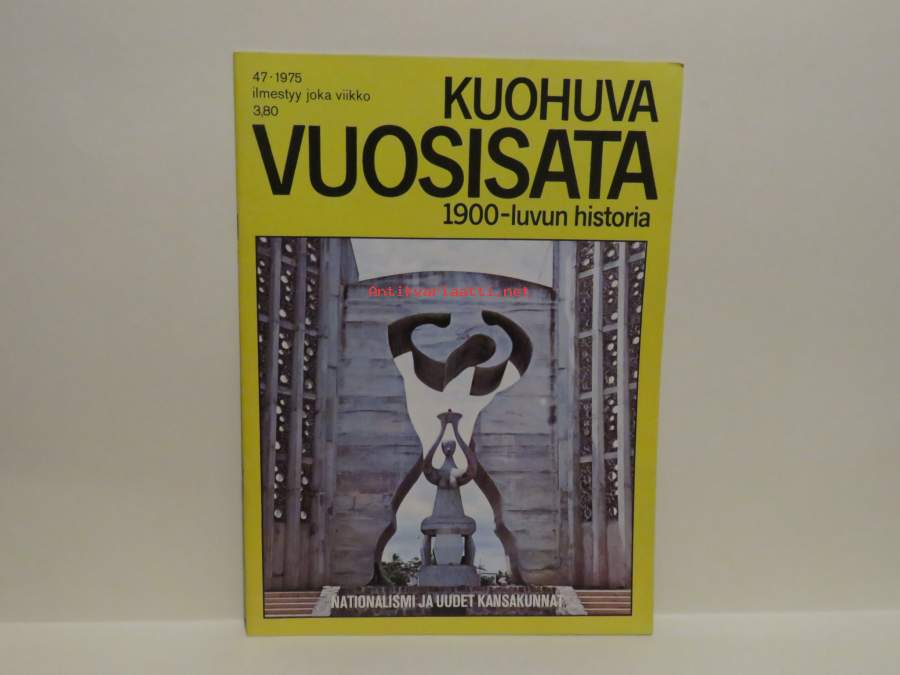 47·1975
ilmestyy joka viikko
3,80
KUOHUVA
VUOSISATA
1900-luvun historia
Antikvariaatti.net
NATIONALISMI JA UUDET KANSAKUNNAT